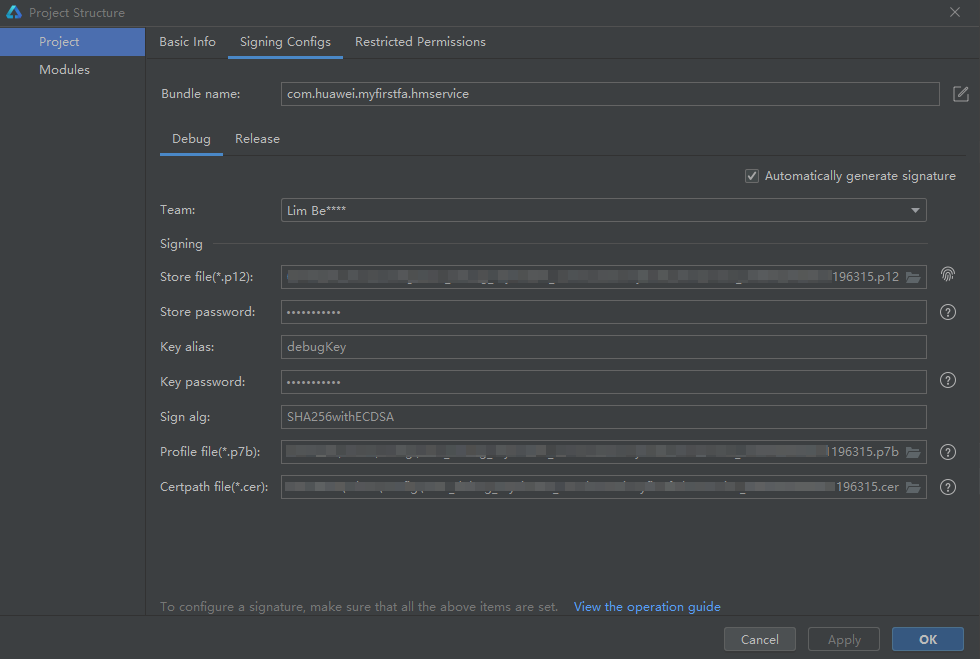 Project Structure
Project
Modules
Basic Info Signing Configs Restricted Permissions
Bundle name: com.huawei.myfirstfa.hmservice
Debug Release
Automatically generate signature
Team: Lim Be****
Signing
Store file(*.p12): 196315.p12
Store password: •••••••••••
Key alias: debugKey
Key password: •••••••••••
Sign alg: SHA256withECDSA
Profile file(*.p7b): 196315.p7b
Certpath file(*.cer): 196315.cer
To configure a signature, make sure that all the above items are set. View the operation guide
Cancel Apply OK